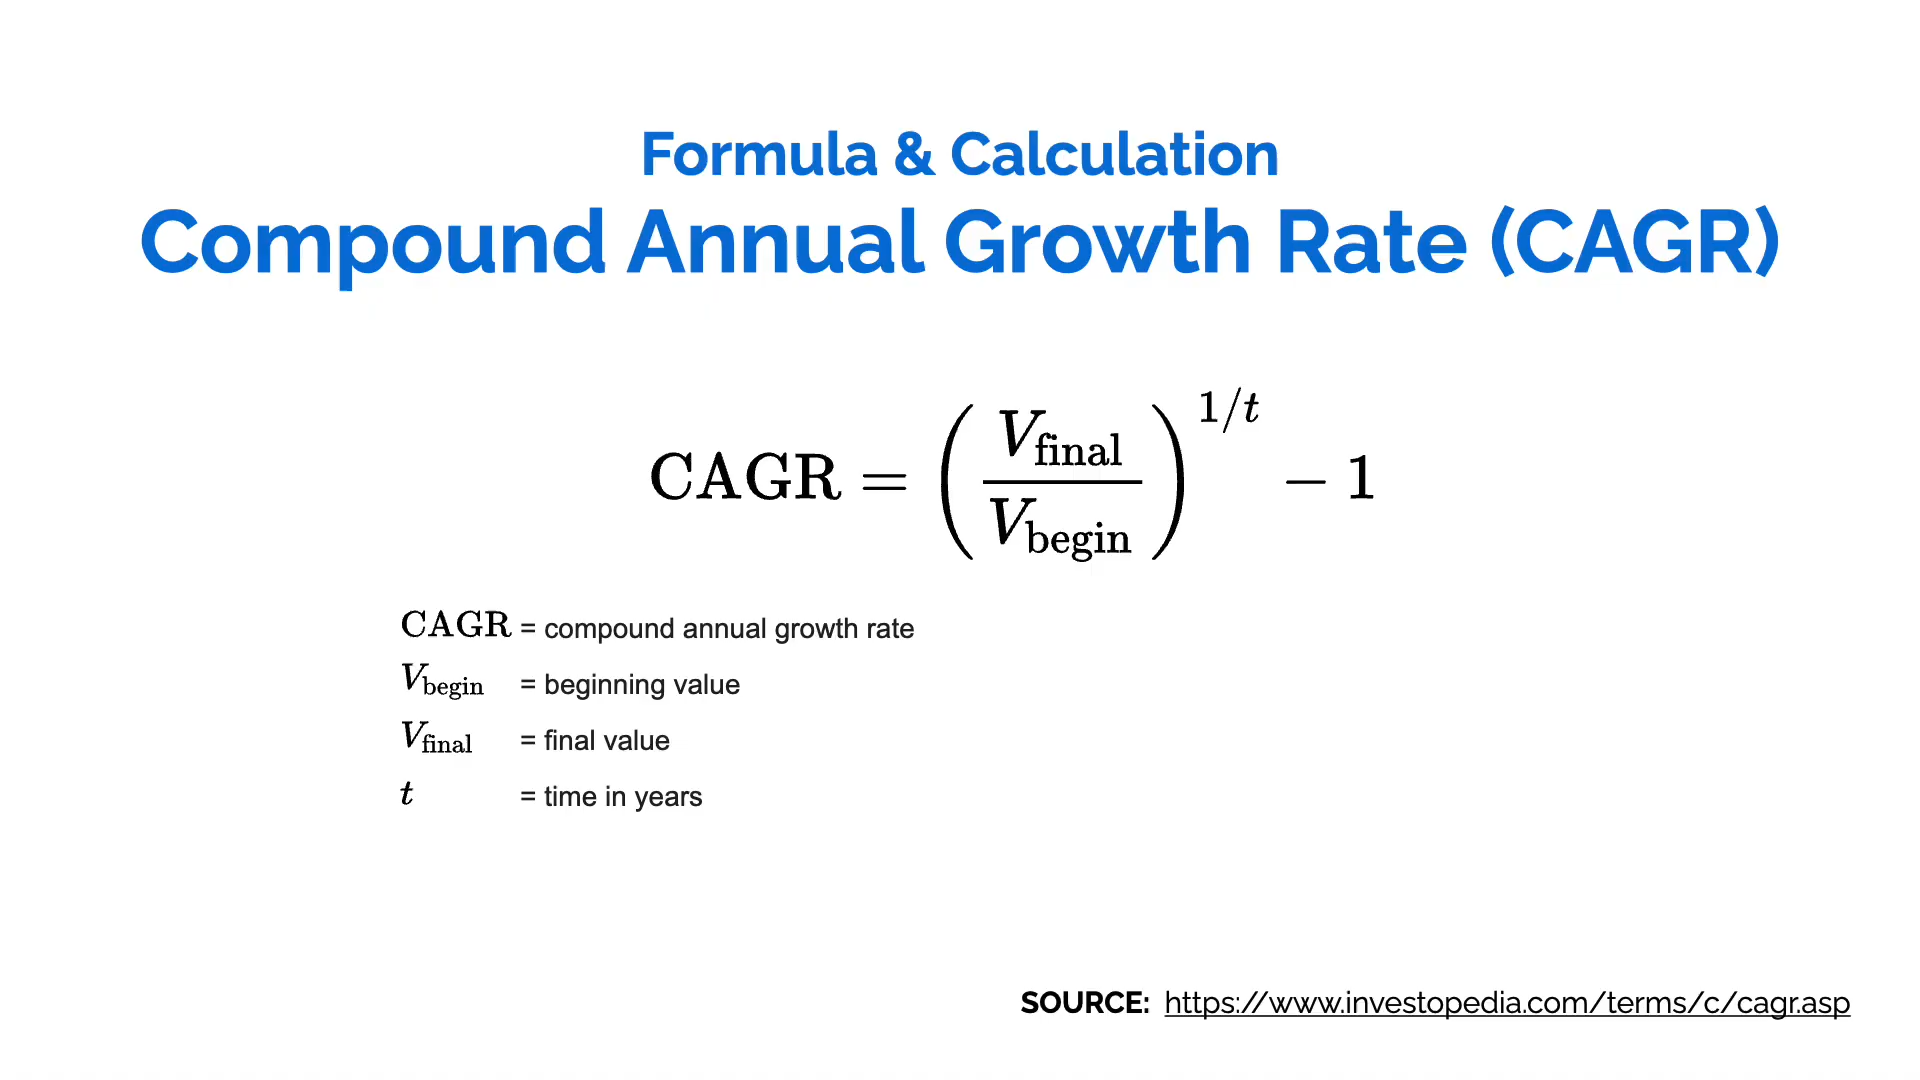 Formula & Calculation
Compound Annual Growth Rate (CAGR)
CAGR = (V_final / V_begin)^(1/t) − 1
CAGR = compound annual growth rate
V_begin = beginning value
V_final = final value
t = time in years
SOURCE: https://www.investopedia.com/terms/c/cagr.asp